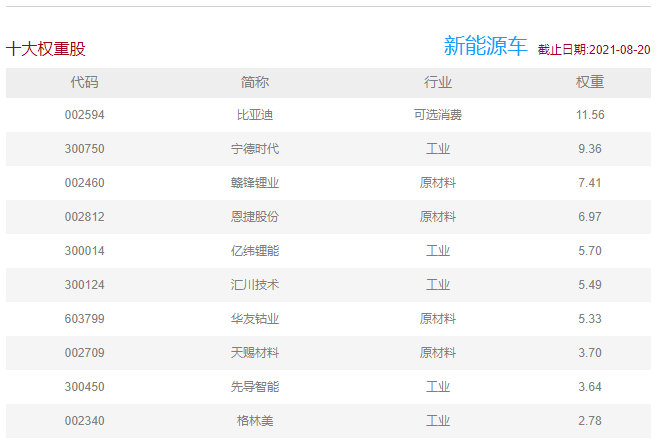 十大权重股 新能源车 截止日期:2021-08-20
代码 简称 行业 权重
002594 比亚迪 可选消费 11.56
300750 宁德时代 工业 9.36
002460 赣锋锂业 原材料 7.41
002812 恩捷股份 原材料 6.97
300014 亿纬锂能 工业 5.70
300124 汇川技术 工业 5.49
603799 华友钴业 原材料 5.33
002709 天赐材料 原材料 3.70
300450 先导智能 工业 3.64
002340 格林美 工业 2.78